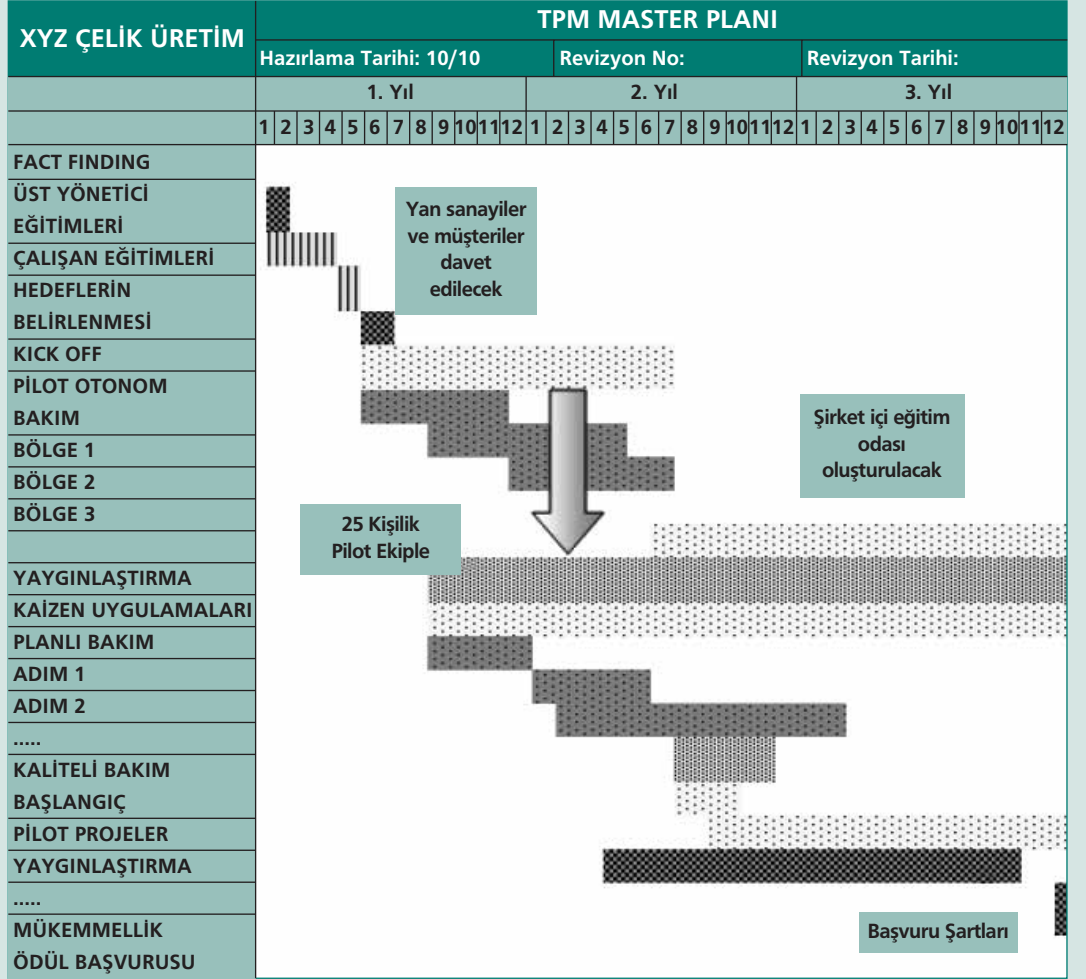 XYZ ÇELİK ÜRETİM
TPM MASTER PLANI
Hazırlama Tarihi: 10/10
Revizyon No:
Revizyon Tarihi:
1. Yıl
2. Yıl
3. Yıl
1 2 3 4 5 6 7 8 9 10 11 12 1 2 3 4 5 6 7 8 9 10 11 12 1 2 3 4 5 6 7 8 9 10 11 12
FACT FINDING
ÜST YÖNETİCİ
EĞİTİMLERİ
ÇALIŞAN EĞİTİMLERİ
HEDEFLERİN
BELİRLENMESİ
KICK OFF
PİLOT OTONOM
BAKIM
BÖLGE 1
BÖLGE 2
BÖLGE 3
YAYGINLAŞTIRMA
KAİZEN UYGULAMALARI
PLANLI BAKIM
ADIM 1
ADIM 2
.....
KALİTELİ BAKIM
BAŞLANGIÇ
PİLOT PROJELER
YAYGINLAŞTIRMA
.....
MÜKEMMELLİK
ÖDÜL BAŞVURUSU
Yan sanayiler
ve müşteriler
davet
edilecek
Şirket içi eğitim
odası
oluşturulacak
25 Kişilik
Pilot Ekiple
Başvuru Şartları